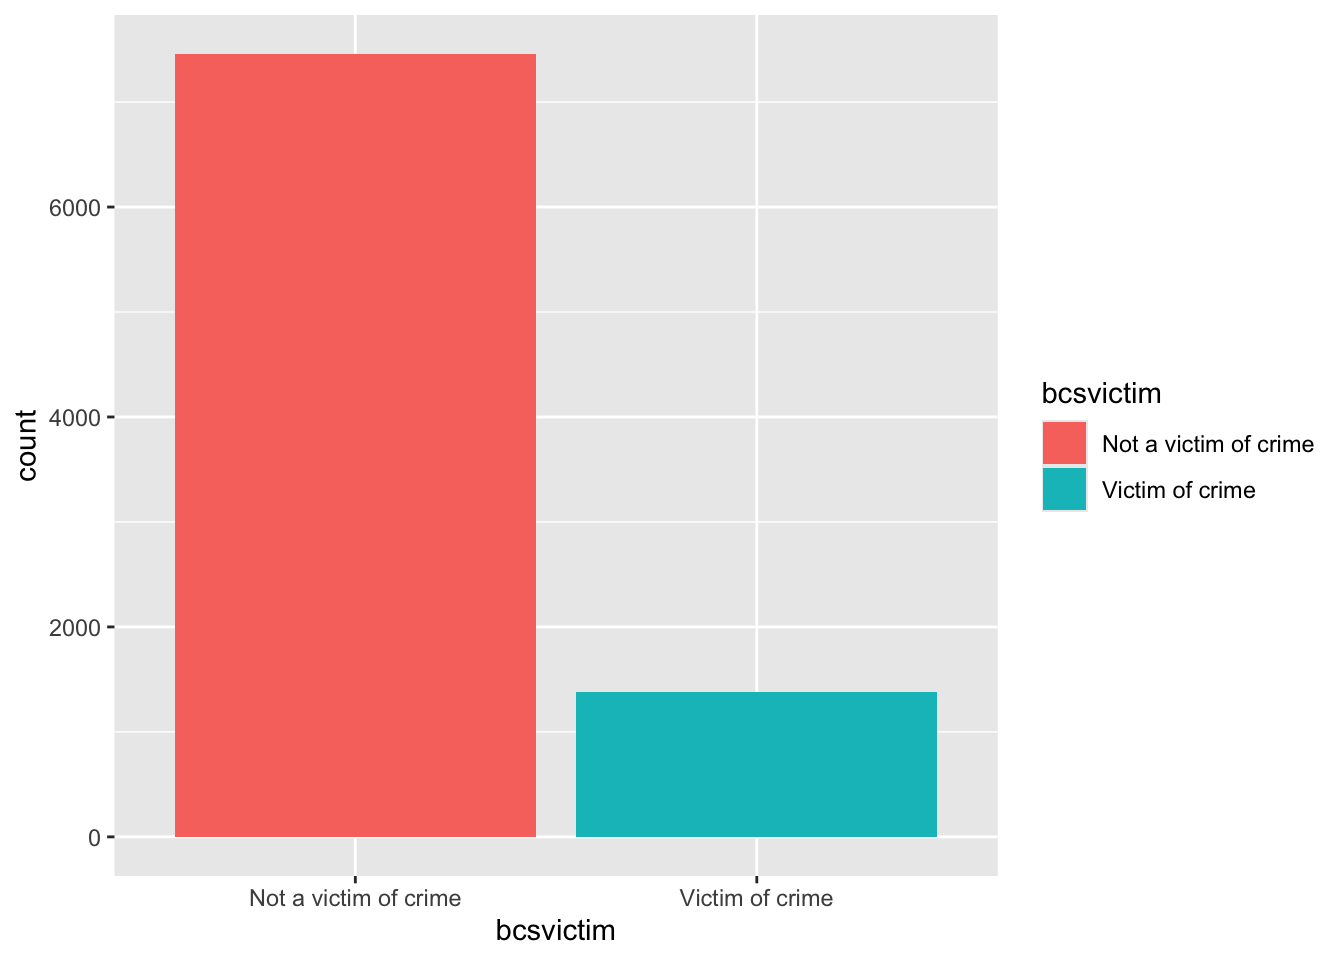 6000
4000
2000
0
count
Not a victim of crime
Victim of crime
bcsvictim
bcsvictim
Not a victim of crime
Victim of crime